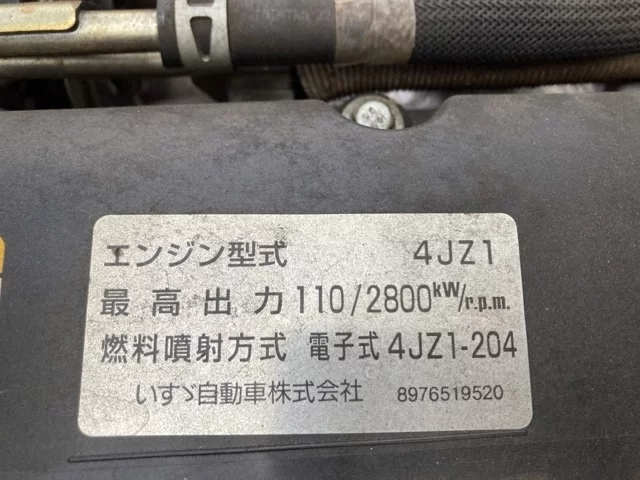 エンジン型式 4JZ1
最高出力 110/2800kW/r.p.m.
燃料噴射方式 電子式 4JZ1-204
いすゞ自動車株式会社 8976519520